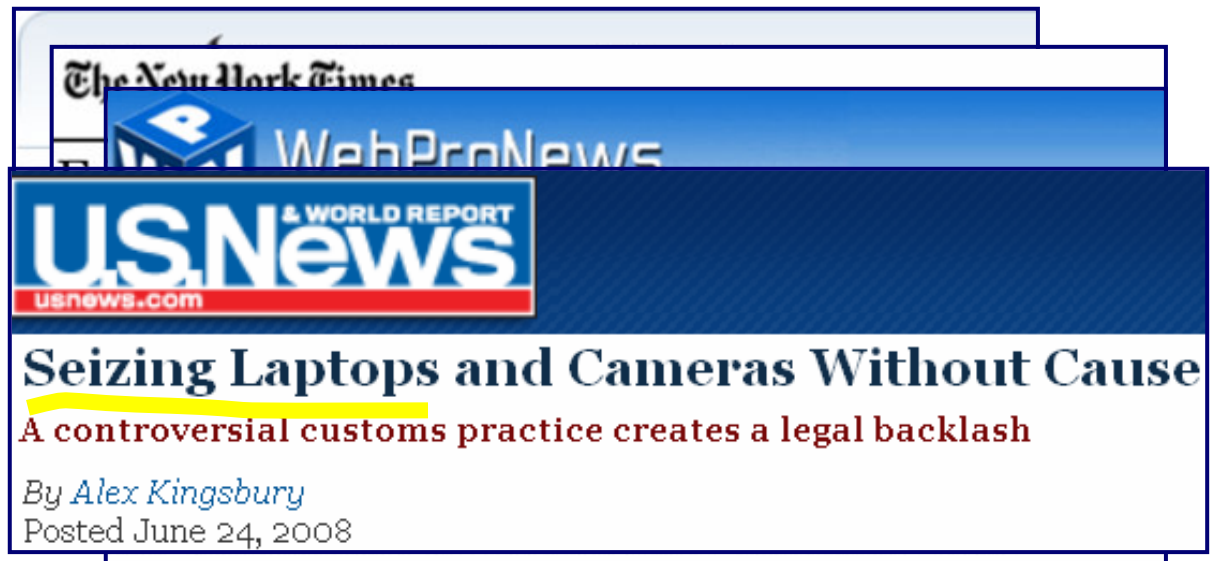 The New York Times
WebProNews
U.S.News
& WORLD REPORT
usnews.com
Seizing Laptops and Cameras Without Cause
A controversial customs practice creates a legal backlash
By Alex Kingsbury
Posted June 24, 2008